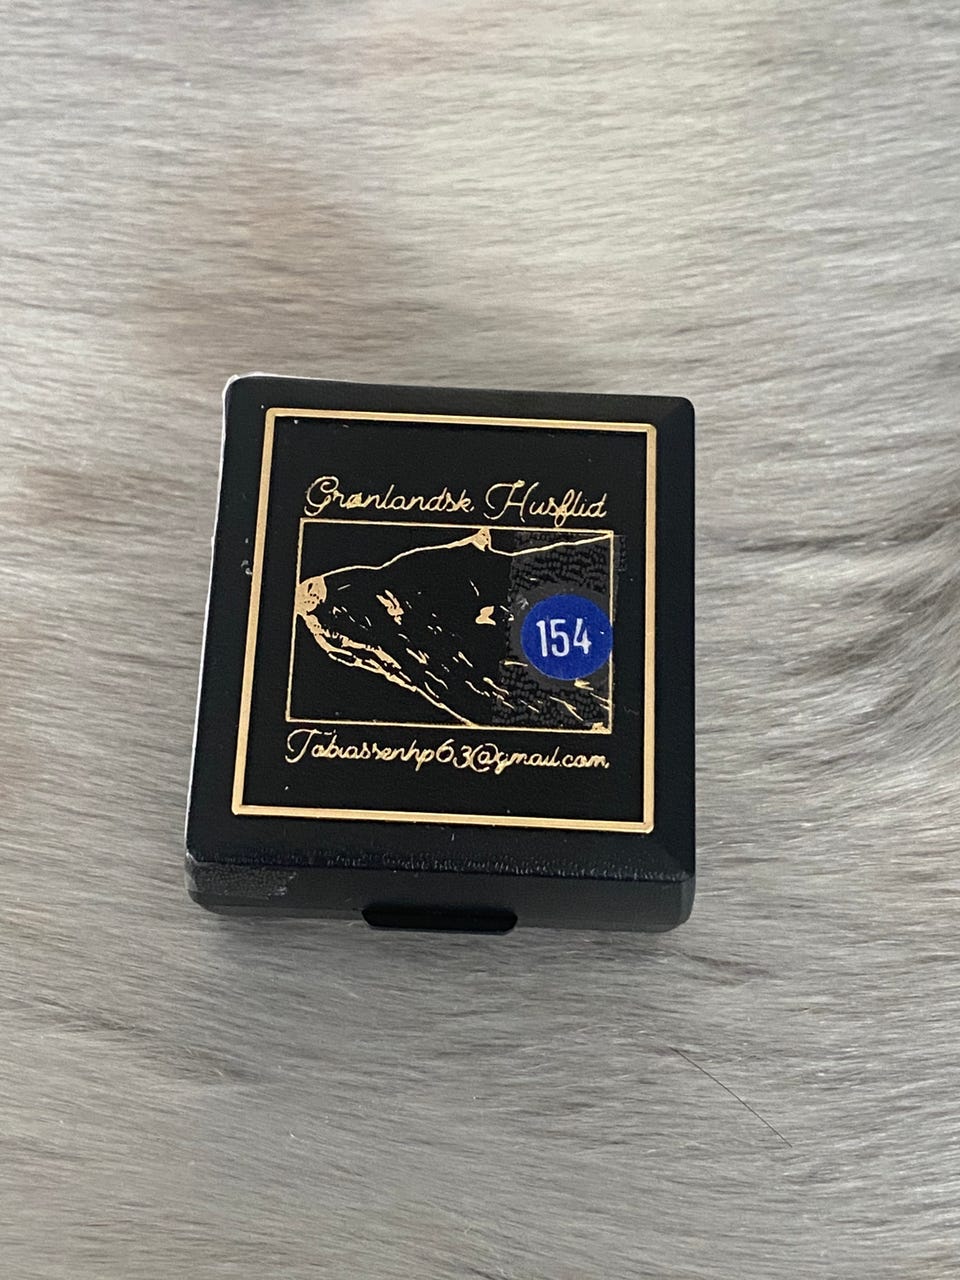 Grønlandsk Husflid
154
Tobiassenhp63@gmail.com